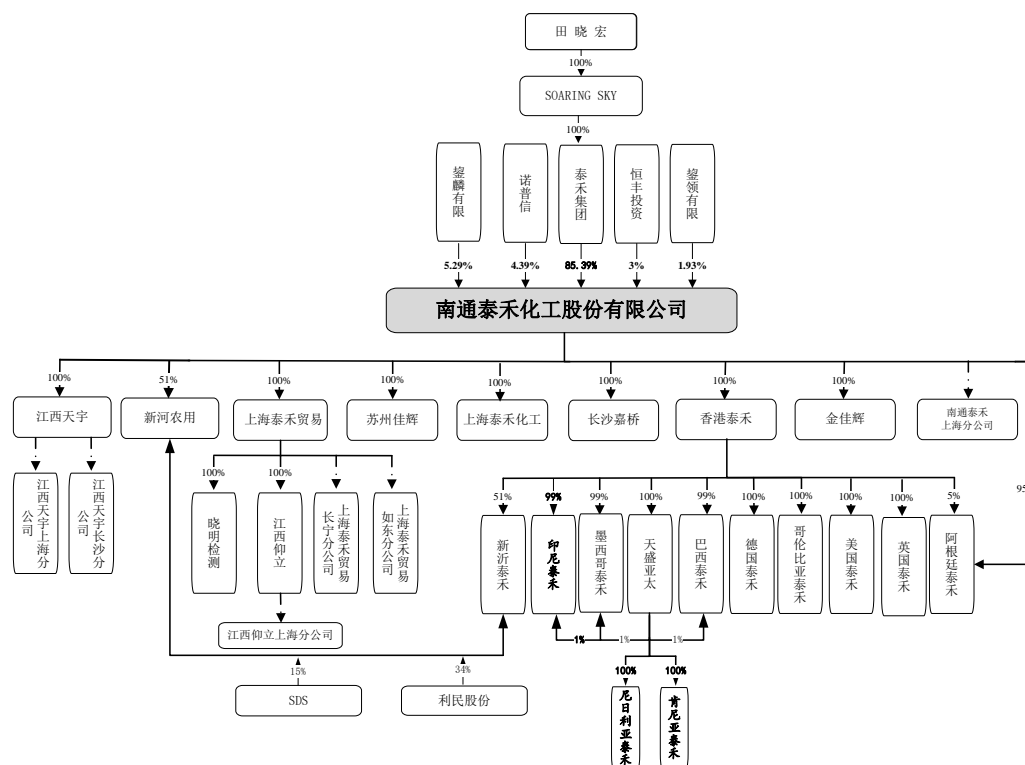 田 晓 宏
100%
SOARING SKY
100%
鋆麟有限
诺普信
泰禾集团
恒丰投资
鋆领有限
5.29%
4.39%
85.39%
3%
1.93%
南通泰禾化工股份有限公司
100%
51%
100%
100%
100%
100%
100%
100%
江西天宇
新河农用
上海泰禾贸易
苏州佳辉
上海泰禾化工
长沙嘉桥
香港泰禾
金佳辉
南通泰禾
上海分公司
江西天宇上海分
公司
江西天宇长沙分
公司
100%
100%
晓明检测
江西仰立
上海泰禾贸易
长宁分公司
上海泰禾贸易
如东分公司
51%
99%
99%
100%
99%
100%
100%
100%
100%
5%
95
新沂泰禾
印尼泰禾
墨西哥泰禾
天盛亚太
巴西泰禾
德国泰禾
哥伦比亚泰禾
美国泰禾
英国泰禾
阿根廷泰禾
江西仰立上海分公司
1%
1%
1%
15%
34%
SDS
利民股份
100%
100%
尼日利亚泰禾
肯尼亚泰禾